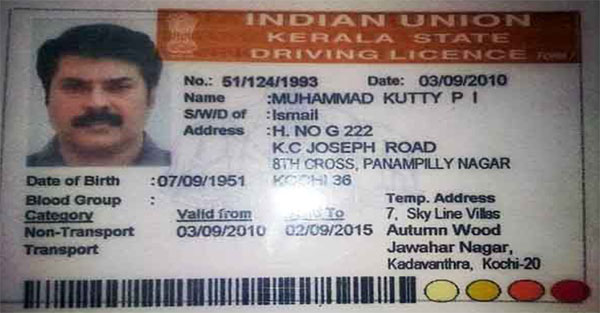 INDIAN UNION
KERALA STATE
DRIVING LICENCE FORM
No.: 51/124/1993 Date: 03/09/2010
Name :MUHAMMAD KUTTY P I
S/W/D of :Ismail
Address :H. NO G 222
K.C JOSEPH ROAD
8TH CROSS, PANAMPILLY NAGAR
Date of Birth :07/09/1951 KOCHI 36
Blood Group : Temp. Address
Category Valid from Valid To 7, Sky Line Villas
Non-Transport 03/09/2010 02/09/2015 Autumn Wood
Transport Jawahar Nagar,
Kadavanthra, Kochi-20